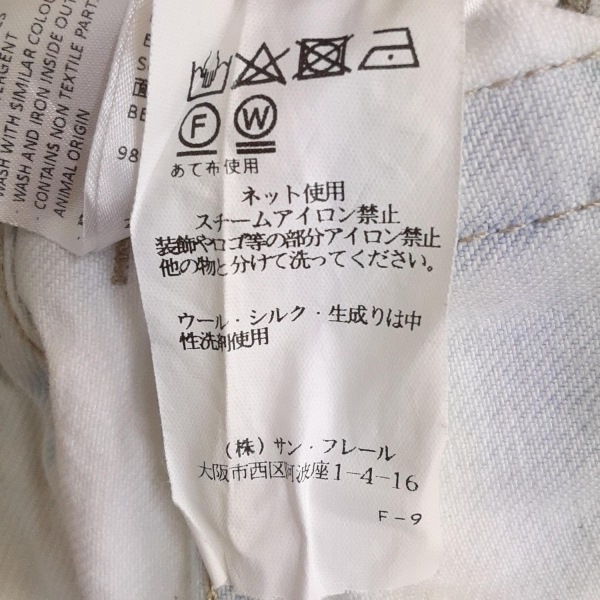 ERGENT
WASH WITH SIMILAR COLOU
· WASH AND IRON INSIDE OUT
· CONTAINS NON TEXTILE PART
ANIMAL ORIGIN
BE
98
F
W
あて布使用
ネット使用
スチームアイロン禁止
装飾やロゴ等の部分アイロン禁止
他の物と分けて洗ってください。
ウール・シルク・生成りは中
性洗剤使用
(株)サン・フレール
大阪市西区阿波座1-4-16
F-9